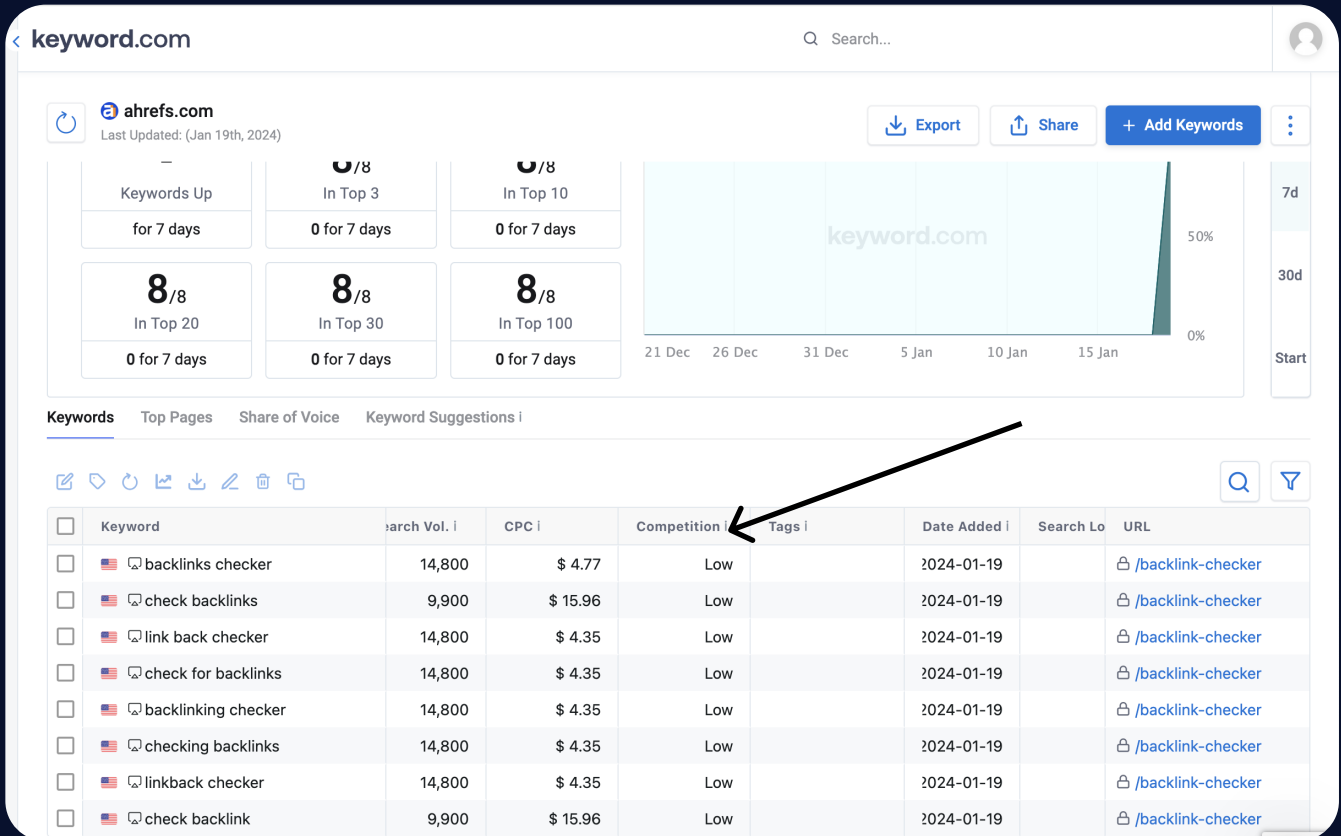 keyword.com
Search...
ahrefs.com
Last Updated: (Jan 19th, 2024)
Export
Share
+ Add Keywords
8/8
8/8
Keywords Up
In Top 3
In Top 10
for 7 days
0 for 7 days
0 for 7 days
8/8
8/8
8/8
In Top 20
In Top 30
In Top 100
0 for 7 days
0 for 7 days
0 for 7 days
keyword.com
50%
0%
21 Dec 26 Dec 31 Dec 5 Jan 10 Jan 15 Jan
7d
30d
Start
Keywords Top Pages Share of Voice Keyword Suggestions i
Keyword earch Vol. i CPC i Competition i Tags i Date Added i Search Lo URL
backlinks checker 14,800 $ 4.77 Low 2024-01-19 /backlink-checker
check backlinks 9,900 $ 15.96 Low 2024-01-19 /backlink-checker
link back checker 14,800 $ 4.35 Low 2024-01-19 /backlink-checker
check for backlinks 14,800 $ 4.35 Low 2024-01-19 /backlink-checker
backlinking checker 14,800 $ 4.35 Low 2024-01-19 /backlink-checker
checking backlinks 14,800 $ 4.35 Low 2024-01-19 /backlink-checker
linkback checker 14,800 $ 4.35 Low 2024-01-19 /backlink-checker
check backlink 9,900 $ 15.96 Low 2024-01-19 /backlink-checker